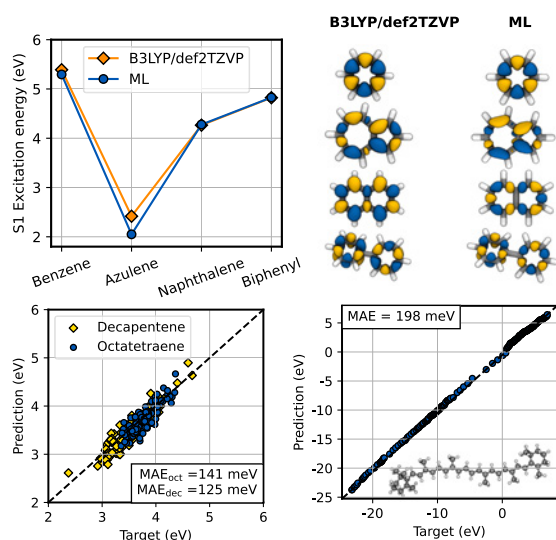 B3LYP/def2TZVP ML
6
5
4
3
2
S1 Excitation energy (eV)
B3LYP/def2TZVP
ML
Benzene
Azulene
Naphthalene
Biphenyl
6
5
4
3
2
Prediction (eV)
Decapentene
Octatetraene
MAEoct =141 meV
MAEdec =125 meV
2 3 4 5 6
Target (eV)
5
0
−5
−10
−15
−20
−25
Prediction (eV)
MAE = 198 meV
−20 −10 0
Target (eV)